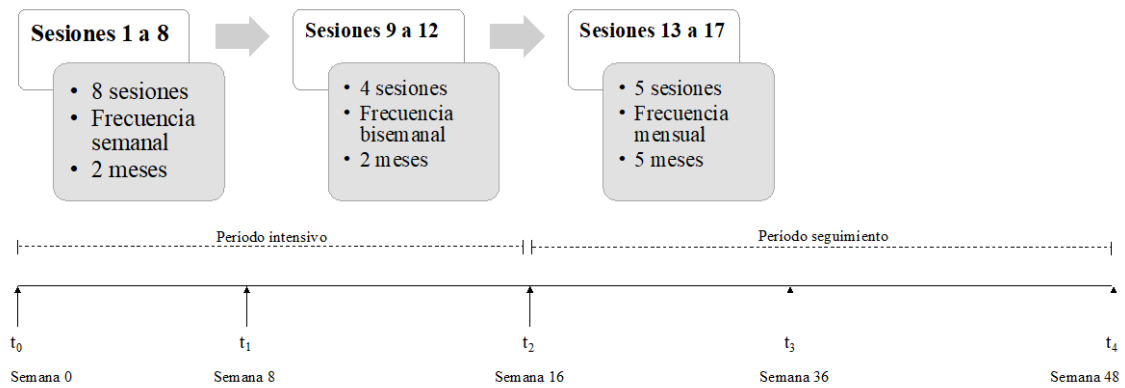 Sesiones 1 a 8
• 8 sesiones
• Frecuencia
semanal
• 2 meses
Sesiones 9 a 12
• 4 sesiones
• Frecuencia
bisemanal
• 2 meses
Sesiones 13 a 17
• 5 sesiones
• Frecuencia
mensual
• 5 meses
Periodo intensivo
Periodo seguimiento
t0
t1
t2
t3
t4
Semana 0
Semana 8
Semana 16
Semana 36
Semana 48